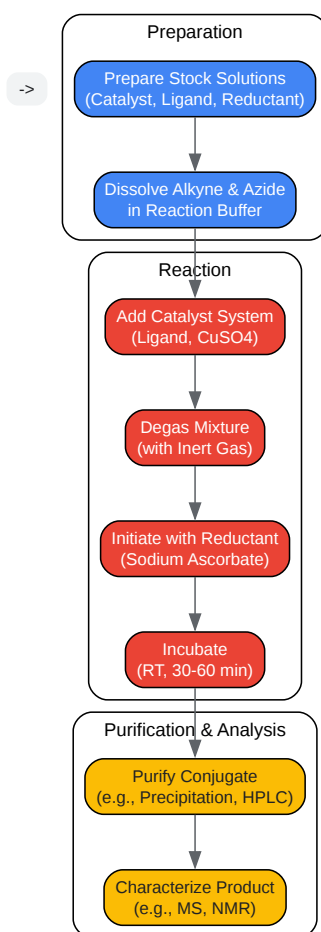 Preparation
->
Prepare Stock Solutions
(Catalyst, Ligand, Reductant)
Dissolve Alkyne & Azide
in Reaction Buffer
Reaction
Add Catalyst System
(Ligand, CuSO4)
Degas Mixture
(with Inert Gas)
Initiate with Reductant
(Sodium Ascorbate)
Incubate
(RT, 30-60 min)
Purification & Analysis
Purify Conjugate
(e.g., Precipitation, HPLC)
Characterize Product
(e.g., MS, NMR)